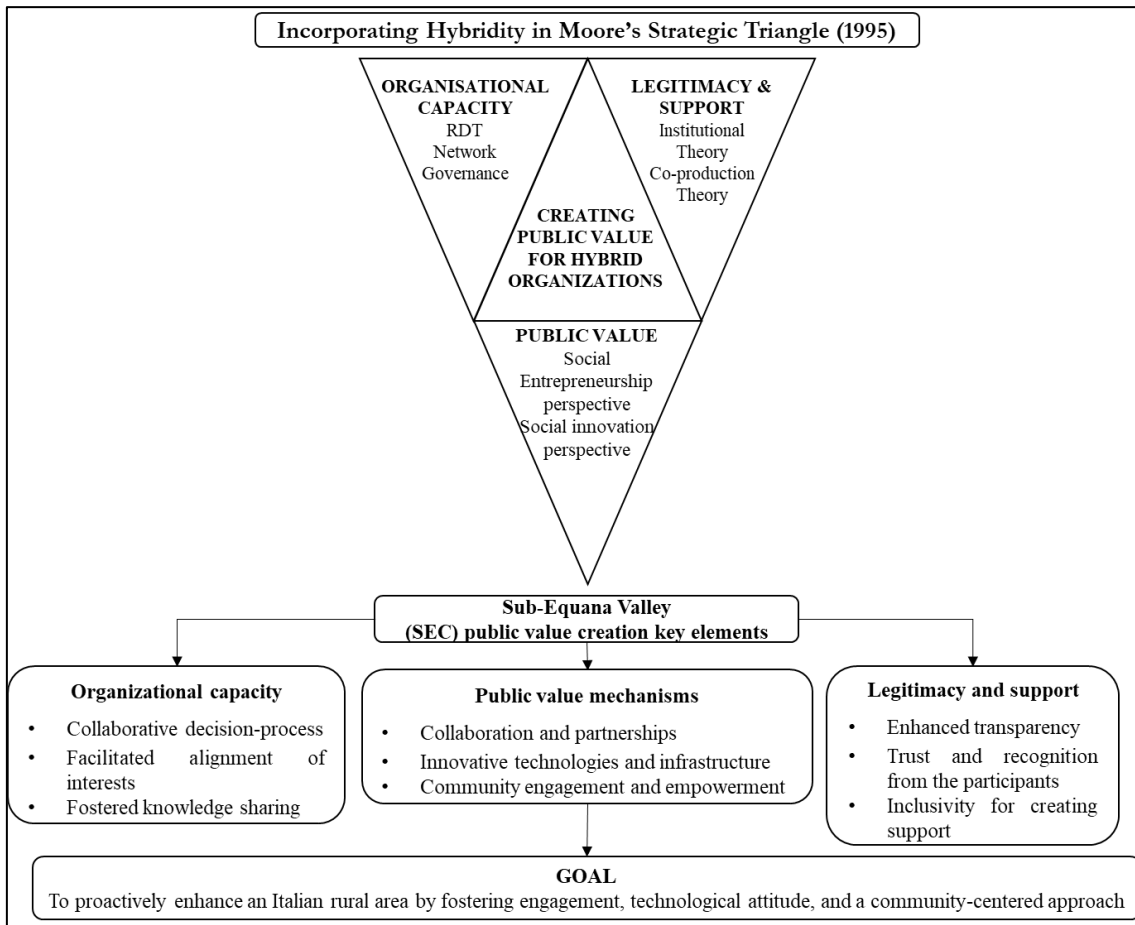 Incorporating Hybridity in Moore's Strategic Triangle (1995)
ORGANISATIONAL
CAPACITY
RDT
Network
Governance
LEGITIMACY &
SUPPORT
Institutional
Theory
Co-production
Theory
CREATING
PUBLIC VALUE
FOR HYBRID
ORGANIZATIONS
PUBLIC VALUE
Social
Entrepreneurship
perspective
Social innovation
perspective
Sub-Equana Valley
(SEC) public value creation key elements
Organizational capacity
• Collaborative decision-process
• Facilitated alignment of
interests
• Fostered knowledge sharing
Public value mechanisms
• Collaboration and partnerships
• Innovative technologies and infrastructure
• Community engagement and empowerment
Legitimacy and support
• Enhanced transparency
• Trust and recognition
from the participants
• Inclusivity for creating
support
GOAL
To proactively enhance an Italian rural area by fostering engagement, technological attitude, and a community-centered approach